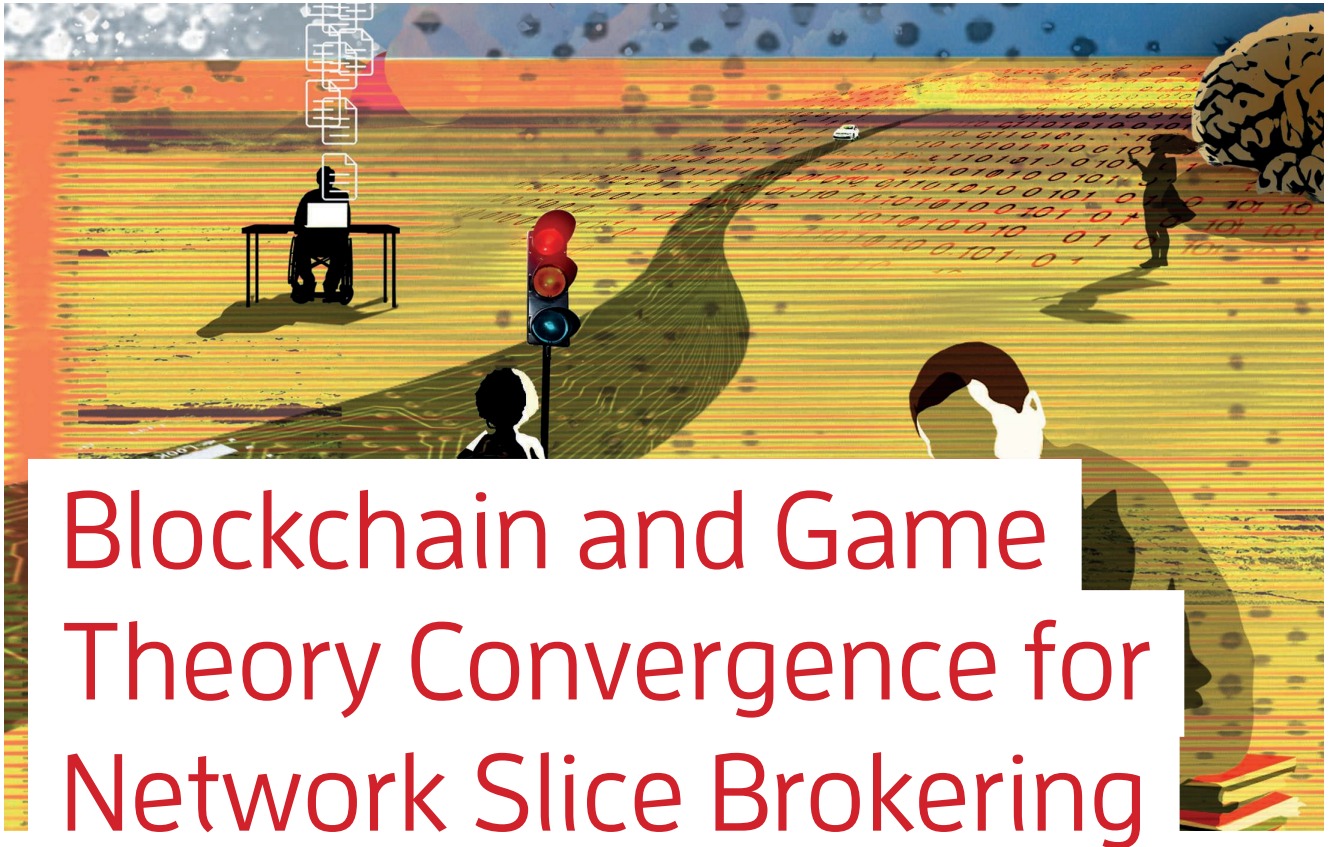 Blockchain and Game
Theory Convergence for
Network Slice Brokering